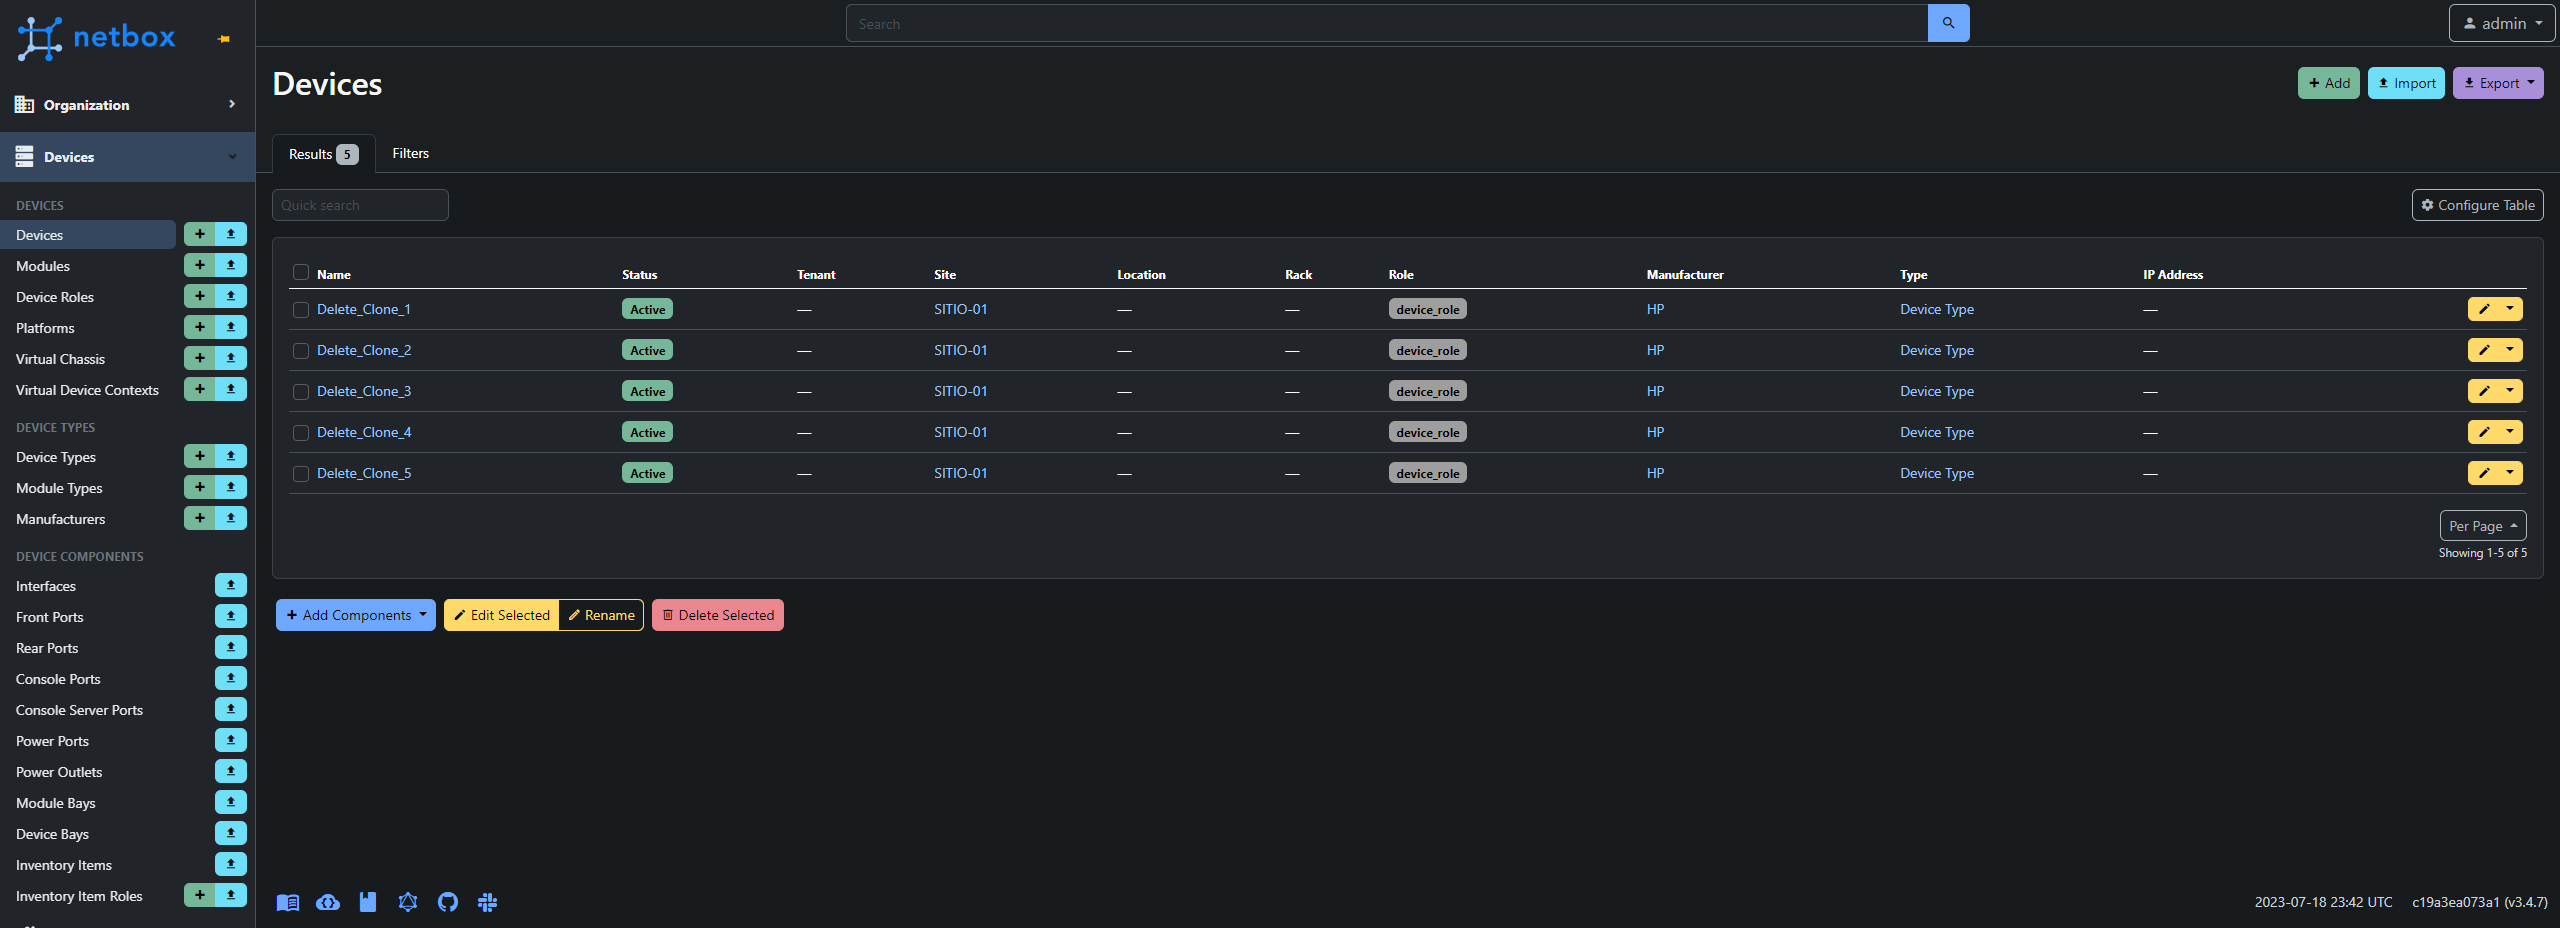 netbox
Search
admin
Organization
Devices
DEVICES
Devices
Modules
Device Roles
Platforms
Virtual Chassis
Virtual Device Contexts
DEVICE TYPES
Device Types
Module Types
Manufacturers
DEVICE COMPONENTS
Interfaces
Front Ports
Rear Ports
Console Ports
Console Server Ports
Power Ports
Power Outlets
Module Bays
Device Bays
Inventory Items
Inventory Item Roles
Devices
Add Import Export
Results 5 Filters
Quick search
Configure Table
Name Status Tenant Site Location Rack Role Manufacturer Type IP Address
Delete_Clone_1 Active — SITIO-01 — — device_role HP Device Type —
Delete_Clone_2 Active — SITIO-01 — — device_role HP Device Type —
Delete_Clone_3 Active — SITIO-01 — — device_role HP Device Type —
Delete_Clone_4 Active — SITIO-01 — — device_role HP Device Type —
Delete_Clone_5 Active — SITIO-01 — — device_role HP Device Type —
Per Page
Showing 1-5 of 5
Add Components Edit Selected Rename Delete Selected
2023-07-18 23:42 UTC c19a3ea073a1 (v3.4.7)